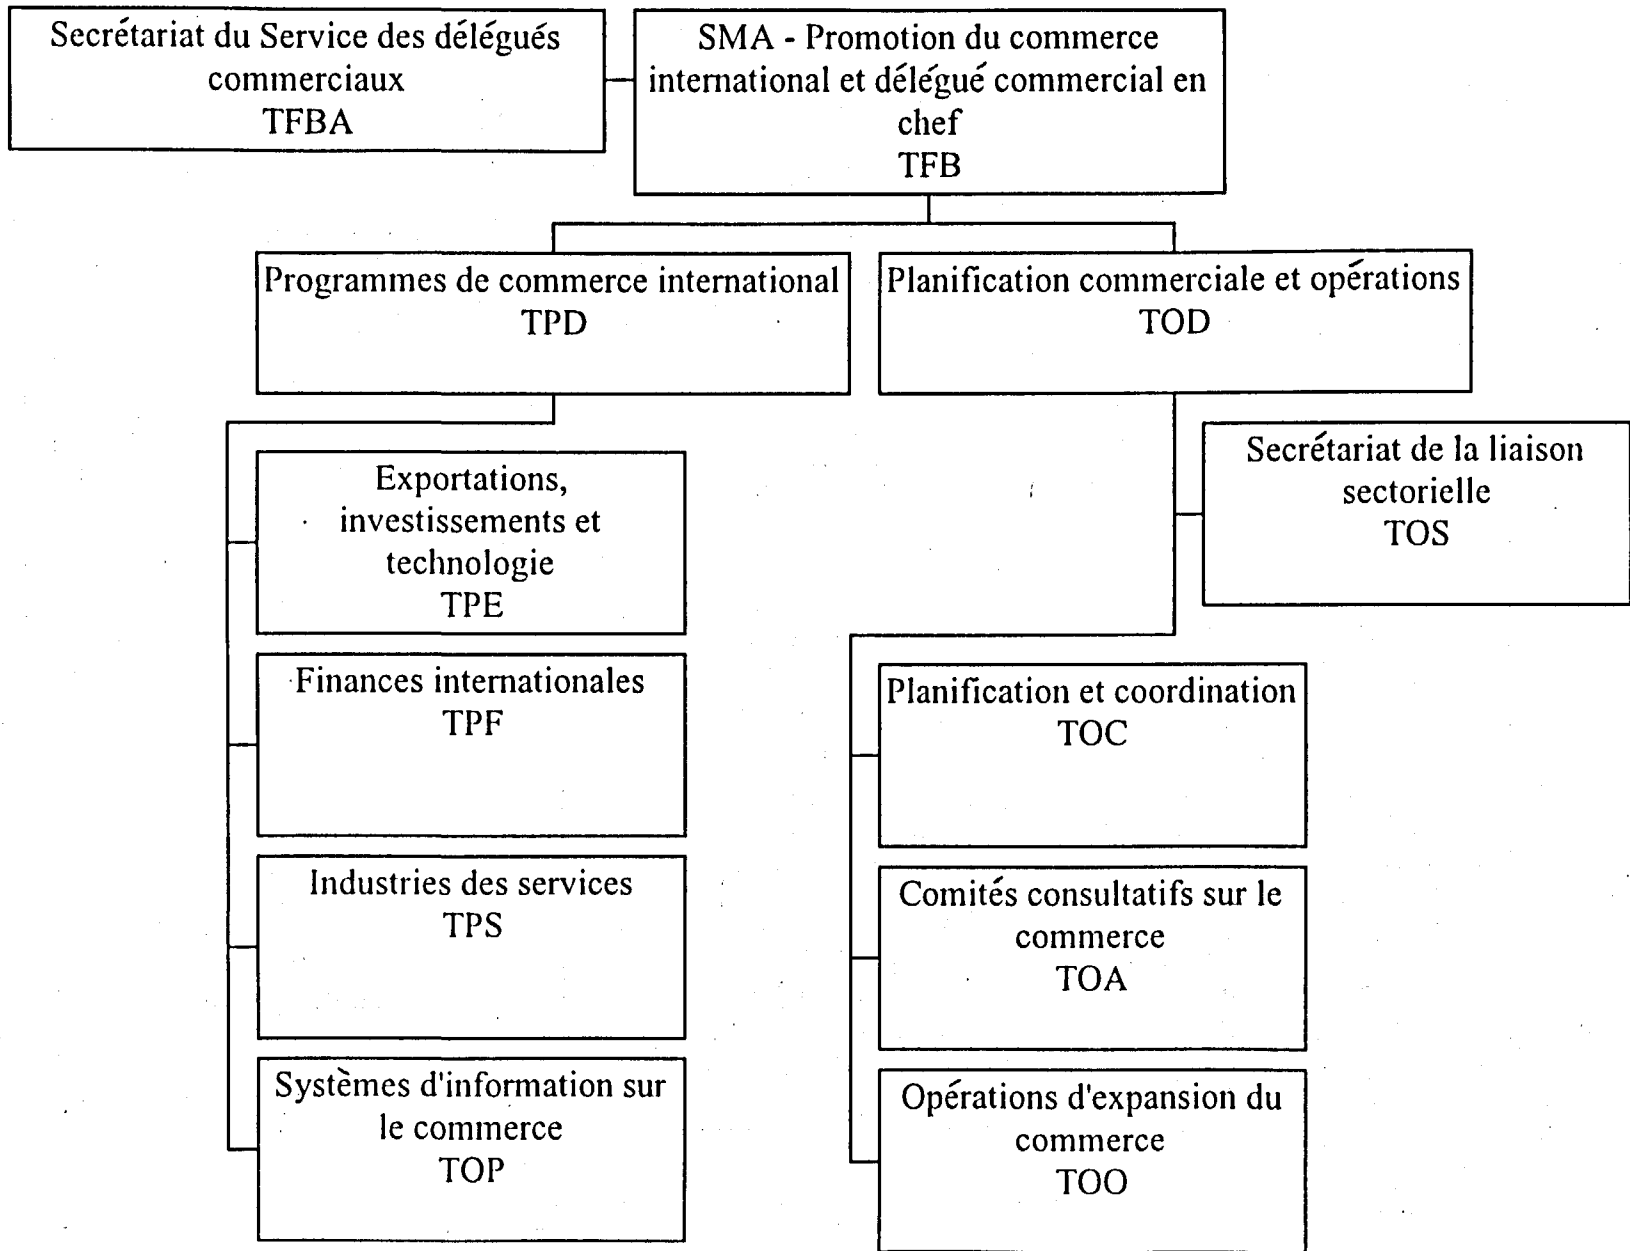 Secrétariat du Service des délégués
commerciaux
TFBA
SMA - Promotion du commerce
international et délégué commercial en
chef
TFB
Programmes de commerce international
TPD
Planification commerciale et opérations
TOD
Exportations,
investissements et
technologie
TPE
Finances internationales
TPF
Industries des services
TPS
Systèmes d'information sur
le commerce
TOP
Secrétariat de la liaison
sectorielle
TOS
Planification et coordination
TOC
Comités consultatifs sur le
commerce
TOA
Opérations d'expansion du
commerce
TOO